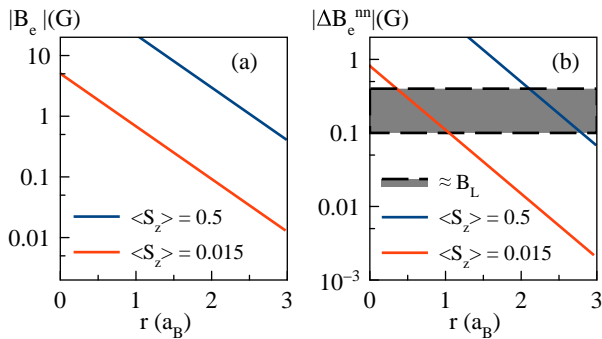 |B_e|(G)
(a)
10
1
0.1
0.01
<S_z> = 0.5
<S_z> = 0.015
0 1 2 3
r (a_B)
|ΔB_e^nn|(G)
(b)
1
0.1
0.01
10^−3
≈ B_L
<S_z> = 0.5
<S_z> = 0.015
0 1 2 3
r (a_B)